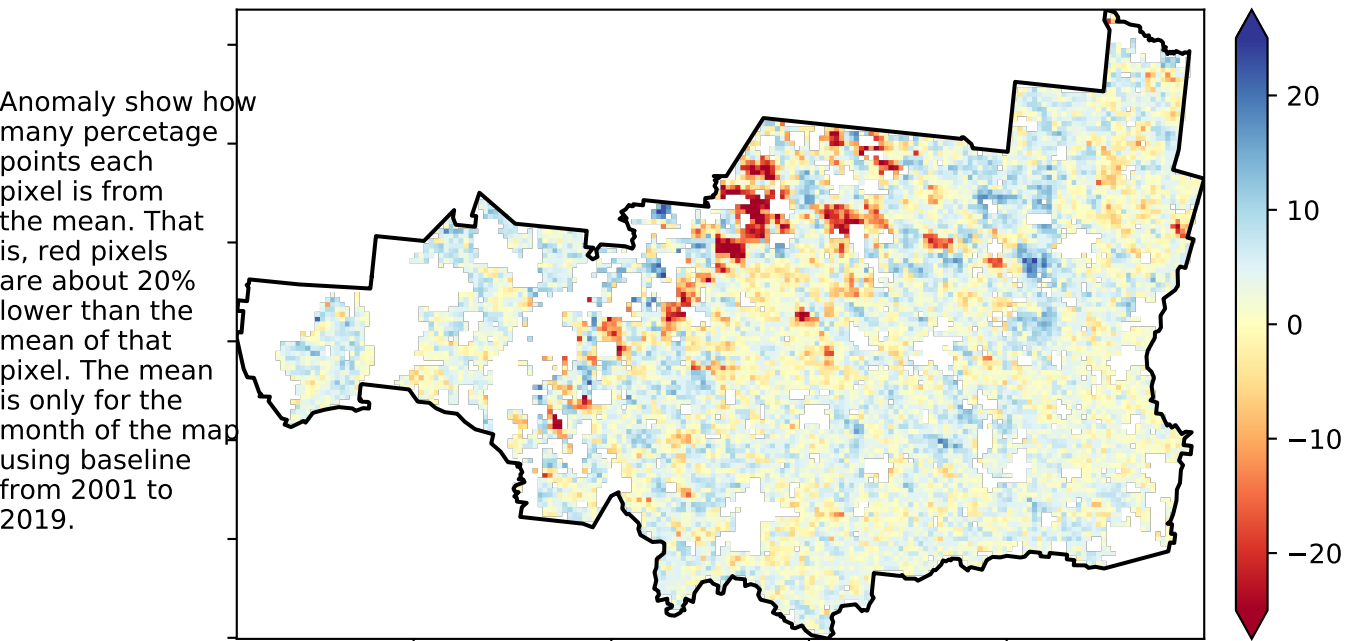 Anomaly show how
many percetage
points each
pixel is from
the mean. That
is, red pixels
are about 20%
lower than the
mean of that
pixel. The mean
is only for the
month of the map
using baseline
from 2001 to
2019.
20
10
0
−10
−20